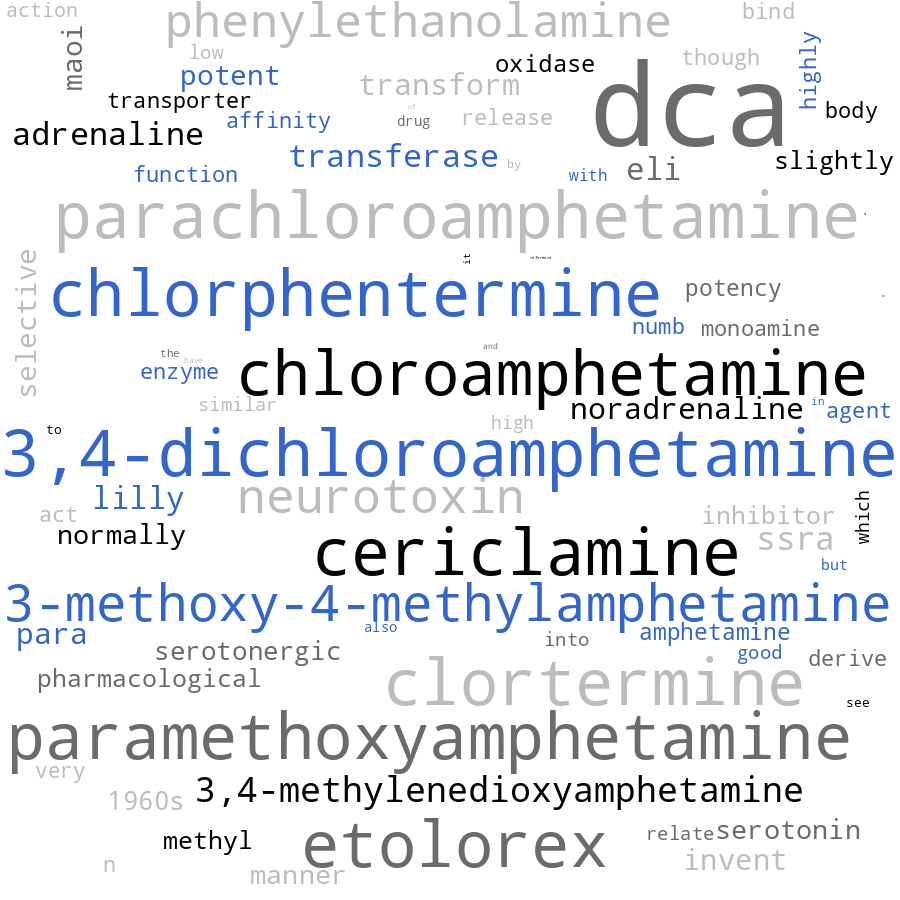 action
phenylethanolamine
bind
maoi
low
potent
transform
oxidase
though
highly
dca
transporter
of
drug
release
body
adrenaline
affinity
transferase
by
slightly
function
with
eli
parachloroamphetamine
.
selective
it
reference
chlorphentermine
potency
-
numb
monoamine
the
have
and
enzyme
chloroamphetamine
similar
noradrenaline
in
agent
high
to
3,4-dichloroamphetamine
lilly
neurotoxin
act
which
normally
inhibitor
cericlamine
ssra
but
3-methoxy-4-methylamphetamine
para
also
amphetamine
into
serotonergic
good
derive
pharmacological
clortermine
see
paramethoxyamphetamine
very
1960s
3,4-methylenedioxyamphetamine
methyl
etolorex
relate
serotonin
n
manner
invent